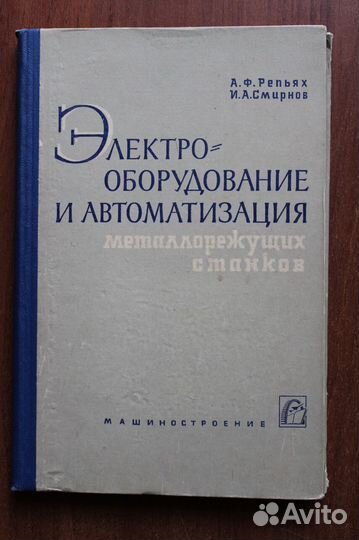 А.Ф.Репьях
И.А.Смирнов
Электро=
оборудование
и автоматизация
металлорежущих
станков
МАШИНОСТРОЕНИЕ
Avito